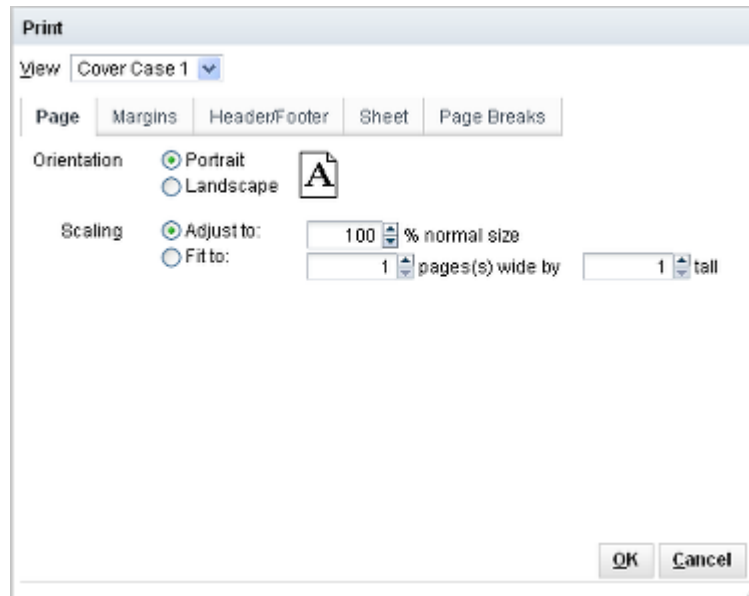 Print
View Cover Case 1
Page Margins Header/Footer Sheet Page Breaks
Orientation Portrait
Landscape A
Scaling Adjust to: 100 % normal size
Fit to: 1 pages(s) wide by 1 tall
OK Cancel